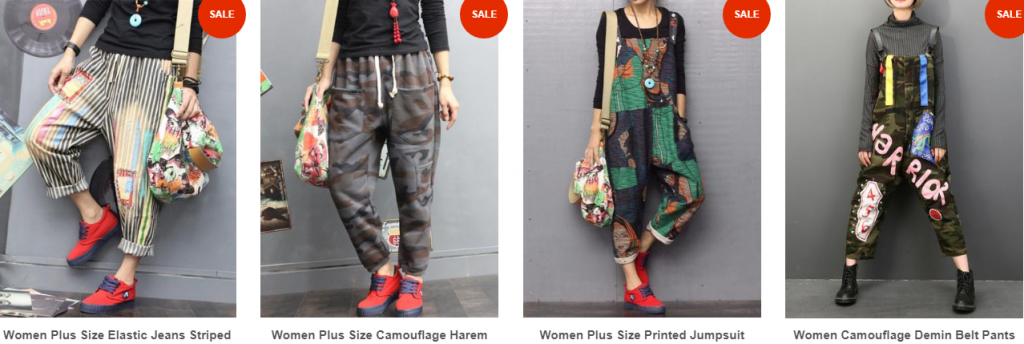 SALE
SALE
SALE
SALE
WARRIOR
Women Plus Size Elastic Jeans Striped
Women Plus Size Camouflage Harem
Women Plus Size Printed Jumpsuit
Women Camouflage Demin Belt Pants